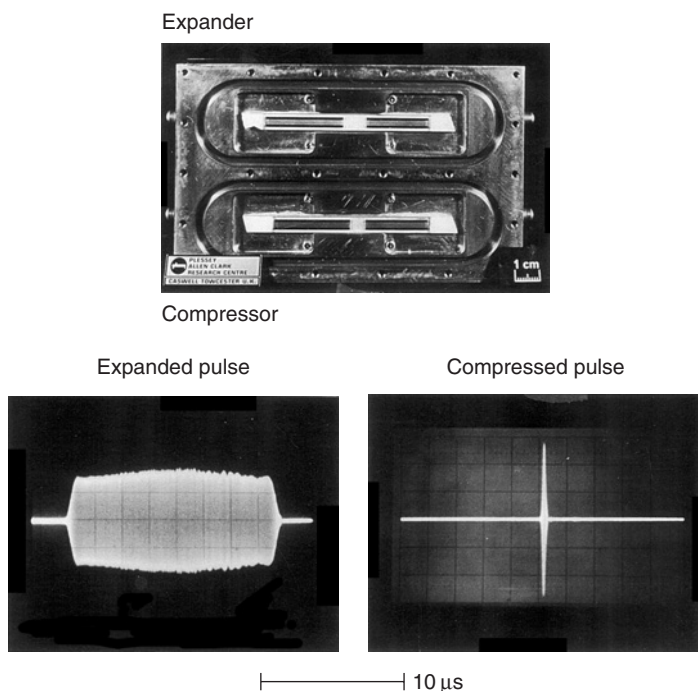 Expander
PLESSEY
ALLEN CLARK
RESEARCH CENTRE
CASWELL TOWCESTER U.K.
1 cm
Compressor
Expanded pulse
Compressed pulse
10 μs